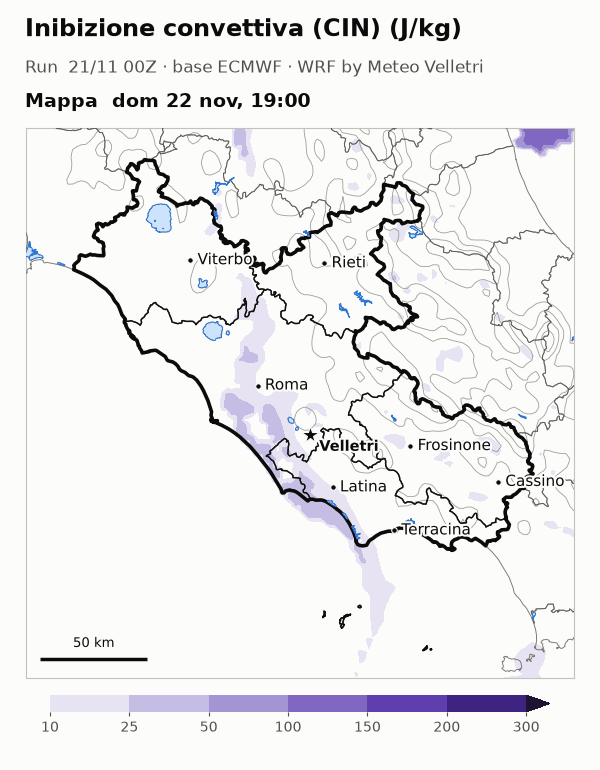 Inibizione convettiva (CIN) (J/kg)
Run  21/11 00Z · base ECMWF · WRF by Meteo Velletri
Mappa  dom 22 nov, 19:00
Viterbo
Rieti
Roma
Velletri
Frosinone
Cassino
Latina
Terracina
50 km
10 25 50 100 150 200 300